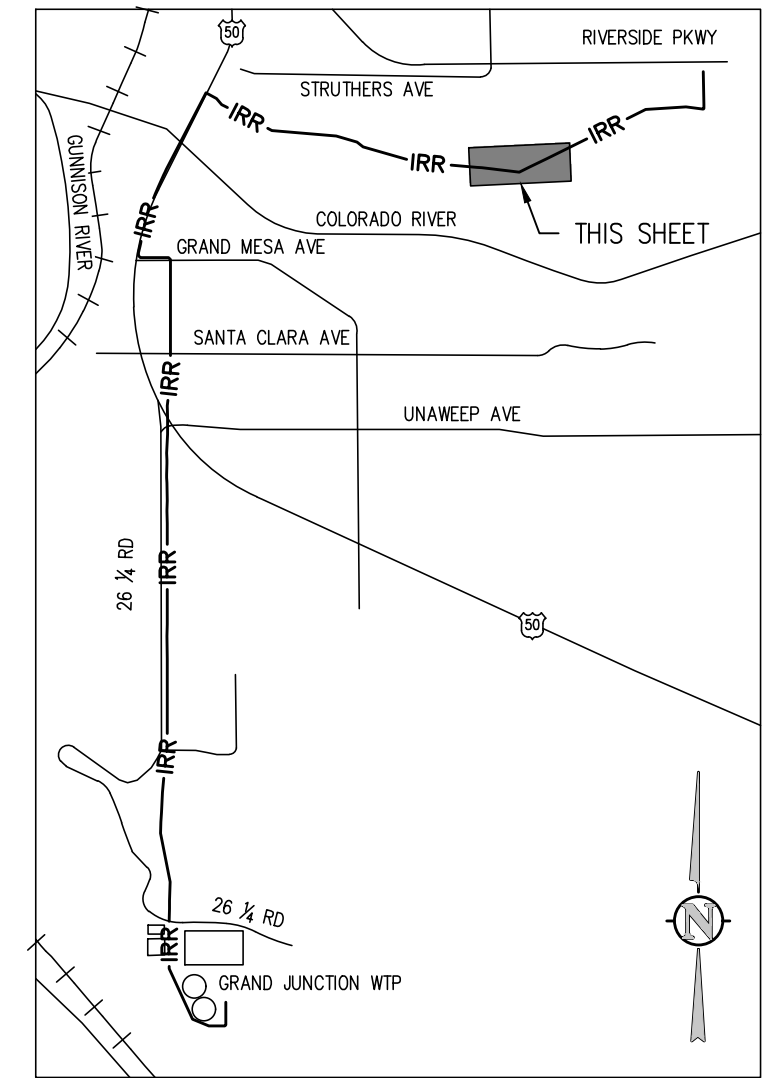 50
RIVERSIDE PKWY
STRUTHERS AVE
IRR
IRR
IRR
GUNNISON RIVER
IRR
COLORADO RIVER
THIS SHEET
GRAND MESA AVE
SANTA CLARA AVE
IRR
UNAWEEP AVE
26 ¼ RD
IRR
50
IRR
26 ¼ RD
IRR
N
GRAND JUNCTION WTP